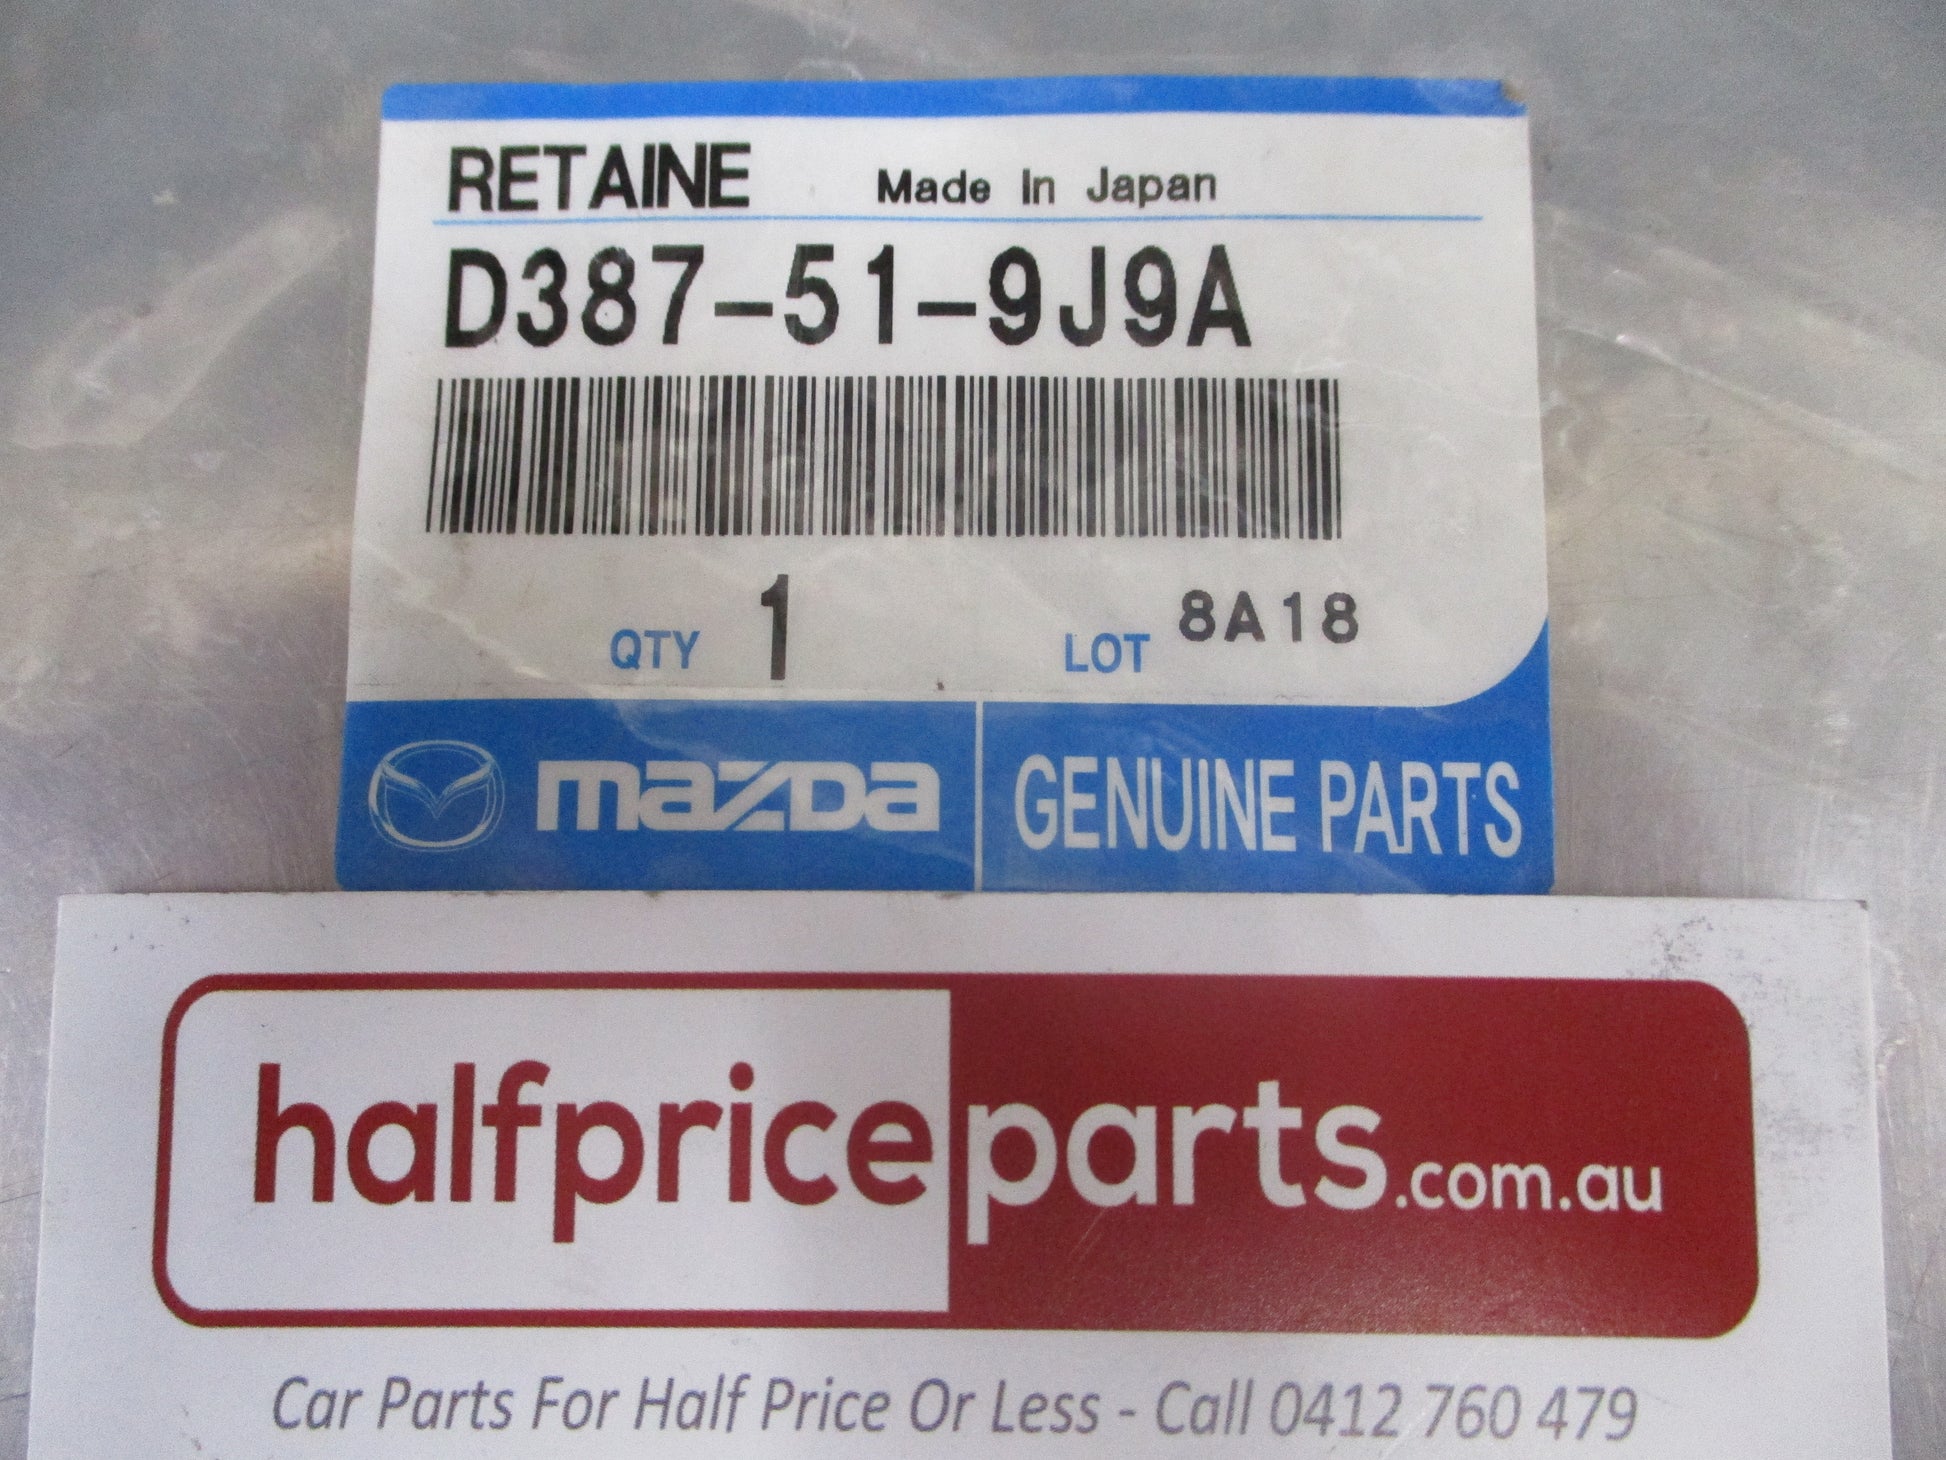 RETAINE Made In Japan
D387-51-9J9A
QTY 1 LOT 8A18
mazda GENUINE PARTS
halfpriceparts.com.au
Car Parts For Half Price Or Less - Call 0412 760 479